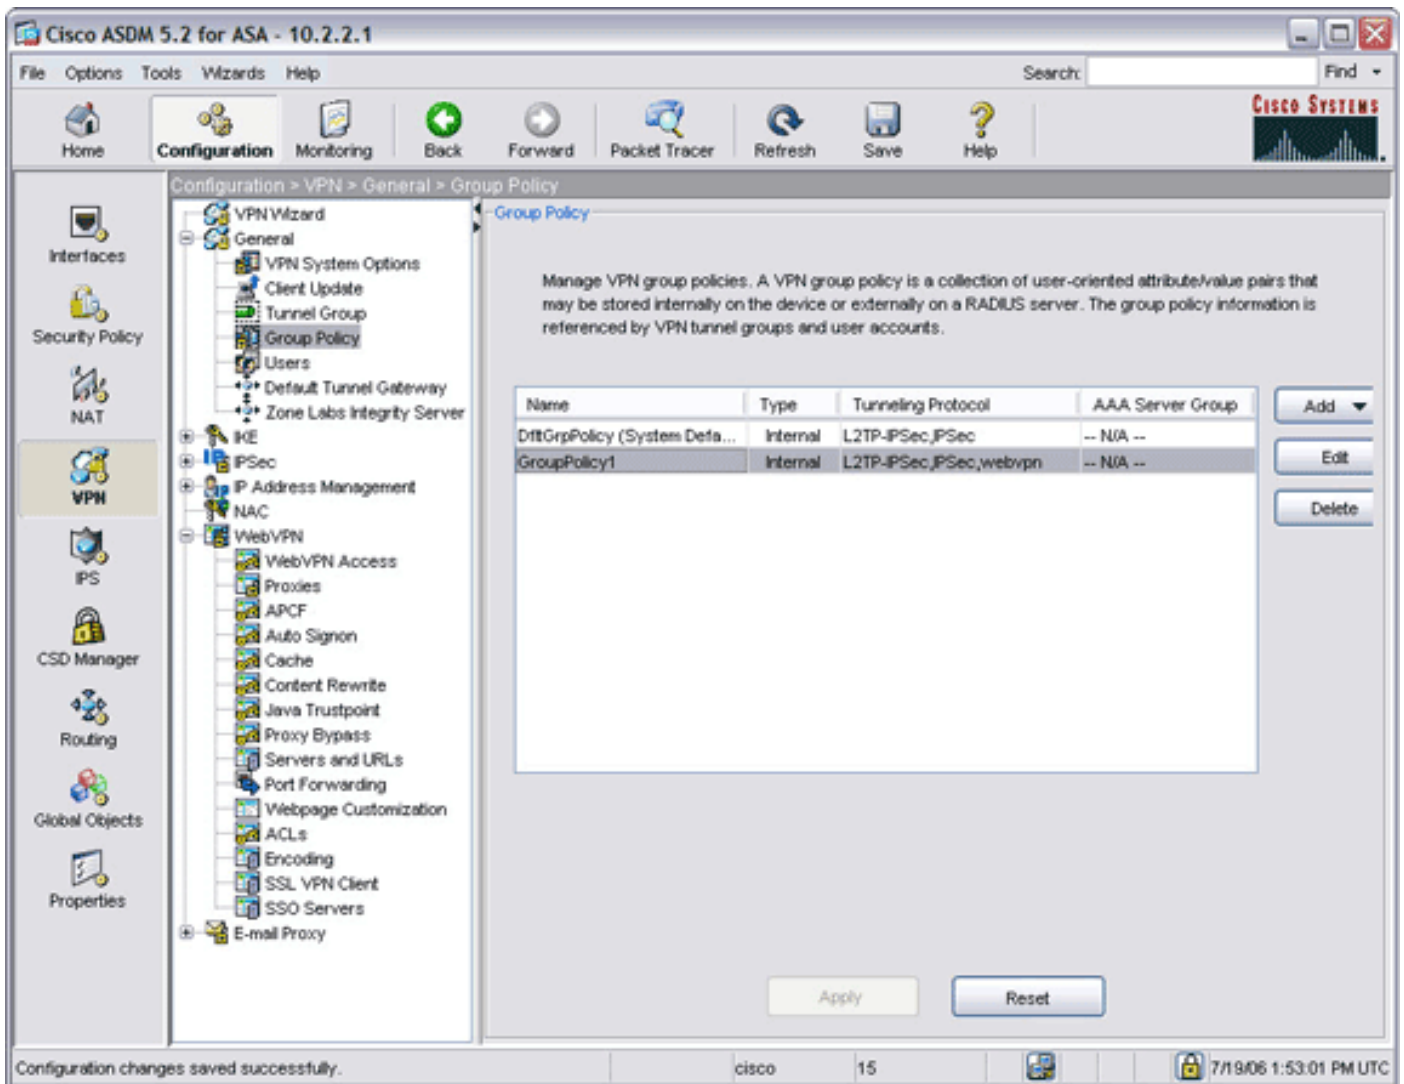 Cisco ASDM 5.2 for ASA - 10.2.2.1
File Options Tools Wizards Help Search: Find
Home Configuration Monitoring Back Forward Packet Tracer Refresh Save Help
CISCO SYSTEMS
Configuration > VPN > General > Group Policy
Interfaces
Security Policy
NAT
VPN
IPS
CSD Manager
Routing
Global Objects
Properties
VPN Wizard
General
VPN System Options
Client Update
Tunnel Group
Group Policy
Users
Default Tunnel Gateway
Zone Labs Integrity Server
IKE
IPSec
IP Address Management
NAC
WebVPN
WebVPN Access
Proxies
APCF
Auto Signon
Cache
Content Rewrite
Java Trustpoint
Proxy Bypass
Servers and URLs
Port Forwarding
Webpage Customization
ACLs
Encoding
SSL VPN Client
SSO Servers
E-mail Proxy
Group Policy
Manage VPN group policies. A VPN group policy is a collection of user-oriented attribute/value pairs that
may be stored internally on the device or externally on a RADIUS server. The group policy information is
referenced by VPN tunnel groups and user accounts.
Name Type Tunneling Protocol AAA Server Group
DfltGrpPolicy (System Defa... Internal L2TP-IPSec,IPSec -- N/A --
GroupPolicy1 Internal L2TP-IPSec,IPSec,webvpn -- N/A --
Add
Edit
Delete
Apply Reset
Configuration changes saved successfully. cisco 15 7/19/06 1:53:01 PM UTC